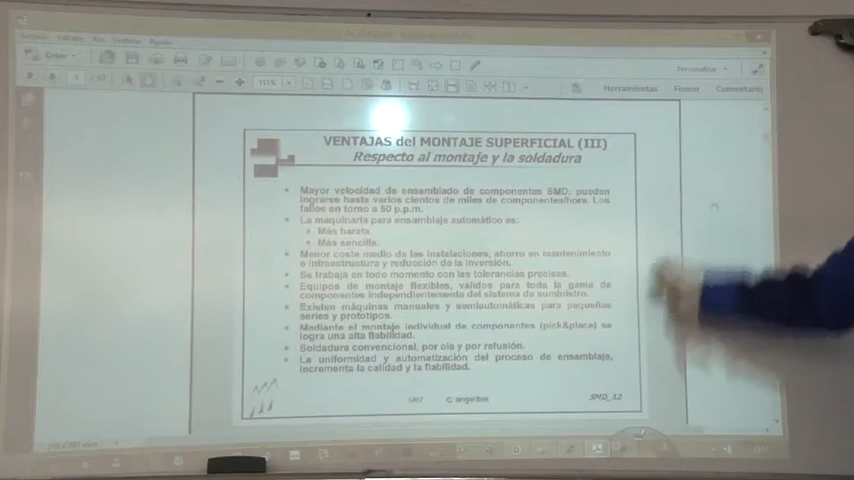 151%
Personalizar
Herramientas
Firmar
Comentario
VENTAJAS del MONTAJE SUPERFICIAL (III)
Respecto al montaje y la soldadura
Mayor velocidad de ensamblado de componentes SMD: pueden
lograrse hasta varios cientos de miles de componentes/hora. Los
fallos en torno a 50 p.p.m.
La maquinaria para ensamblaje automático es:
Más barata.
Más sencilla.
Menor coste medio de las instalaciones, ahorro en mantenimiento
e infraestructura y reducción de la inversión.
Se trabaja en todo momento con las tolerancias precisas.
Equipos de montaje flexibles, válidos para toda la gama de
componentes independientemente del sistema de suministro.
Existen máquinas manuales y semiautomáticas para pequeñas
series y prototipos.
Mediante el montaje individual de componentes (pick&place) se
logra una alta fiabilidad.
Soldadura convencional, por ola y por refusión.
La uniformidad y automatización del proceso de ensamblaje,
incrementa la calidad y la fiabilidad.
SMT
© angelbm
SMD_12